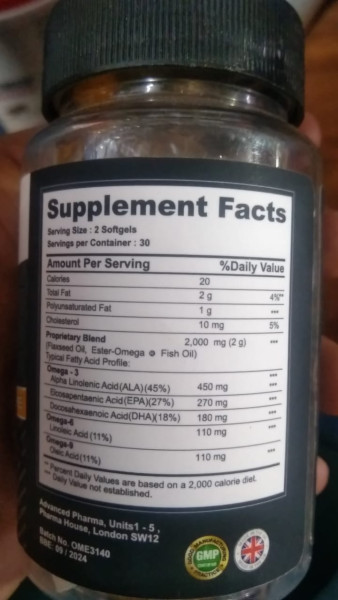 Supplement Facts
Serving Size : 2 Softgels
Servings per Container : 30
Amount Per Serving %Daily Value
Calories 20
Total Fat 2 g 4%**
Polyunsaturated Fat 1 g ***
Cholesterol 10 mg 5%
Proprietary Blend 2,000 mg (2 g) ***
(Flaxseed Oil, Ester-Omega Fish Oil)
Typical Fatty Acid Profile:
Omega - 3 ***
Alpha Linolenic Acid(ALA)(45%) 450 mg ***
Eicosapentaenic Acid(EPA)(27%) 270 mg ***
Docosahexaenoic Acid(DHA)(18%) 180 mg ***
Omega-6
Linoleic Acid (11%) 110 mg ***
Omega-9
Oleic Acid(11%) 110 mg ***
** Percent Daily Values are based on a 2,000 calorie diet.
Daily Value not established.
Advanced Pharma, Units1 - 5 ,
Pharma House, London SW12
Batch No. OME3140
BBE: 09 / 2024
GMP